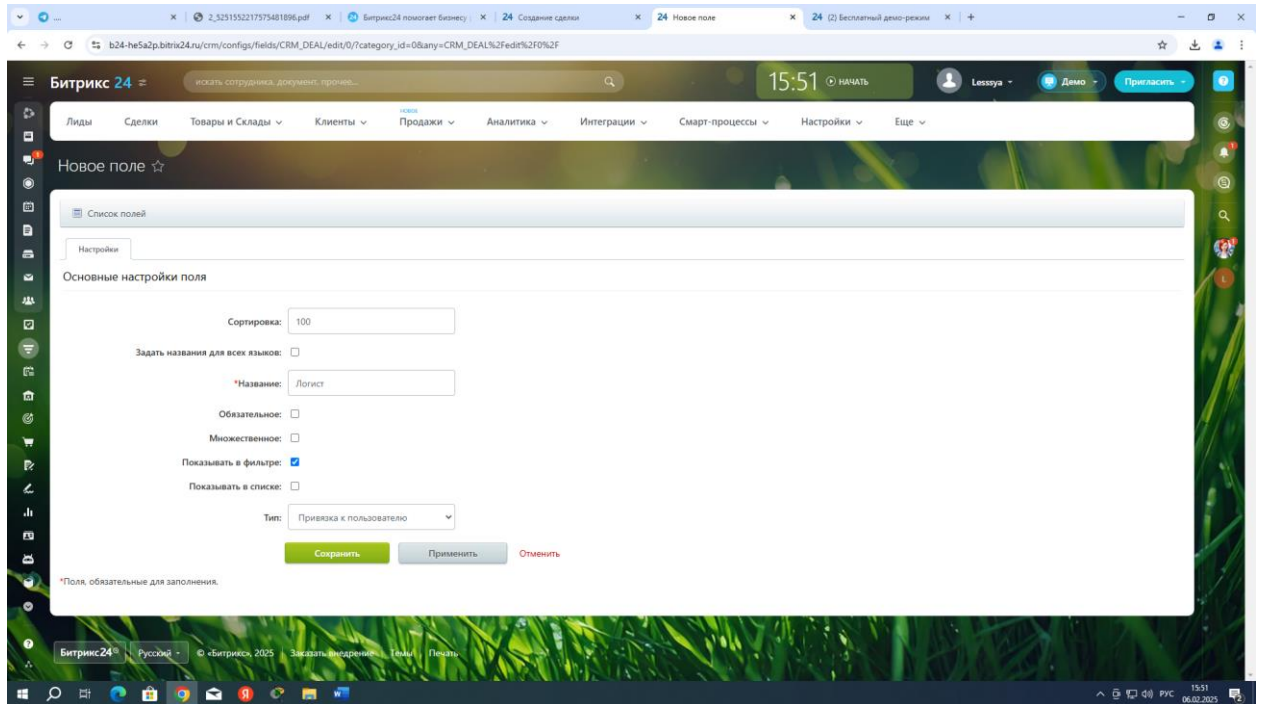 2_5251552217575481896.pdf
Битрикс24 помогает бизнесу
24 Создание сделки
24 Новое поле
24 (2) Бесплатный демо-режим
b24-he5a2p.bitrix24.ru/crm/configs/fields/CRM_DEAL/edit/0/?category_id=0&any=CRM_DEAL%2Fedit%2F0%2F
Битрикс 24
искать сотрудника, документ, прочее...
15:51 НАЧАТЬ
Lesssya
Демо
Пригласить
НОВОЕ
Лиды Сделки Товары и Склады Клиенты Продажи Аналитика Интеграции Смарт-процессы Настройки Еще
Новое поле
Список полей
Настройки
Основные настройки поля
Сортировка: 100
Задать названия для всех языков:
*Название: Логист
Обязательное:
Множественное:
Показывать в фильтре:
Показывать в списке:
Тип: Привязка к пользователю
Сохранить Применить Отменить
*Поля, обязательные для заполнения.
Битрикс24® Русский © «Битрикс», 2025 Заказать внедрение Темы Печать
РУС 15:51
06.02.2025